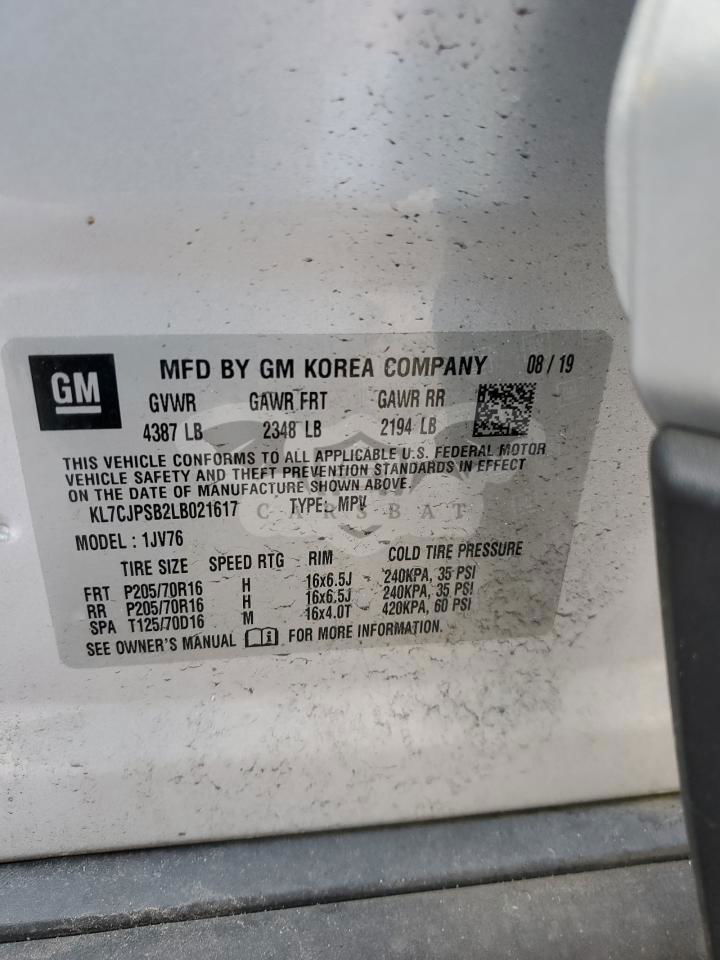 GM
MFD BY GM KOREA COMPANY 08 / 19
GVWR GAWR FRT GAWR RR
4387 LB 2348 LB 2194 LB
THIS VEHICLE CONFORMS TO ALL APPLICABLE U.S. FEDERAL MOTOR
VEHICLE SAFETY AND THEFT PREVENTION STANDARDS IN EFFECT
ON THE DATE OF MANUFACTURE SHOWN ABOVE.
KL7CJPSB2LB021617 TYPE: MPV
CARSBAT
MODEL : 1JV76
TIRE SIZE SPEED RTG RIM COLD TIRE PRESSURE
FRT P205/70R16 H 16x6.5J 240KPA, 35 PSI
RR P205/70R16 H 16x6.5J 240KPA, 35 PSI
SPA T125/70D16 M 16x4.0T 420KPA, 60 PSI
SEE OWNER'S MANUAL FOR MORE INFORMATION.